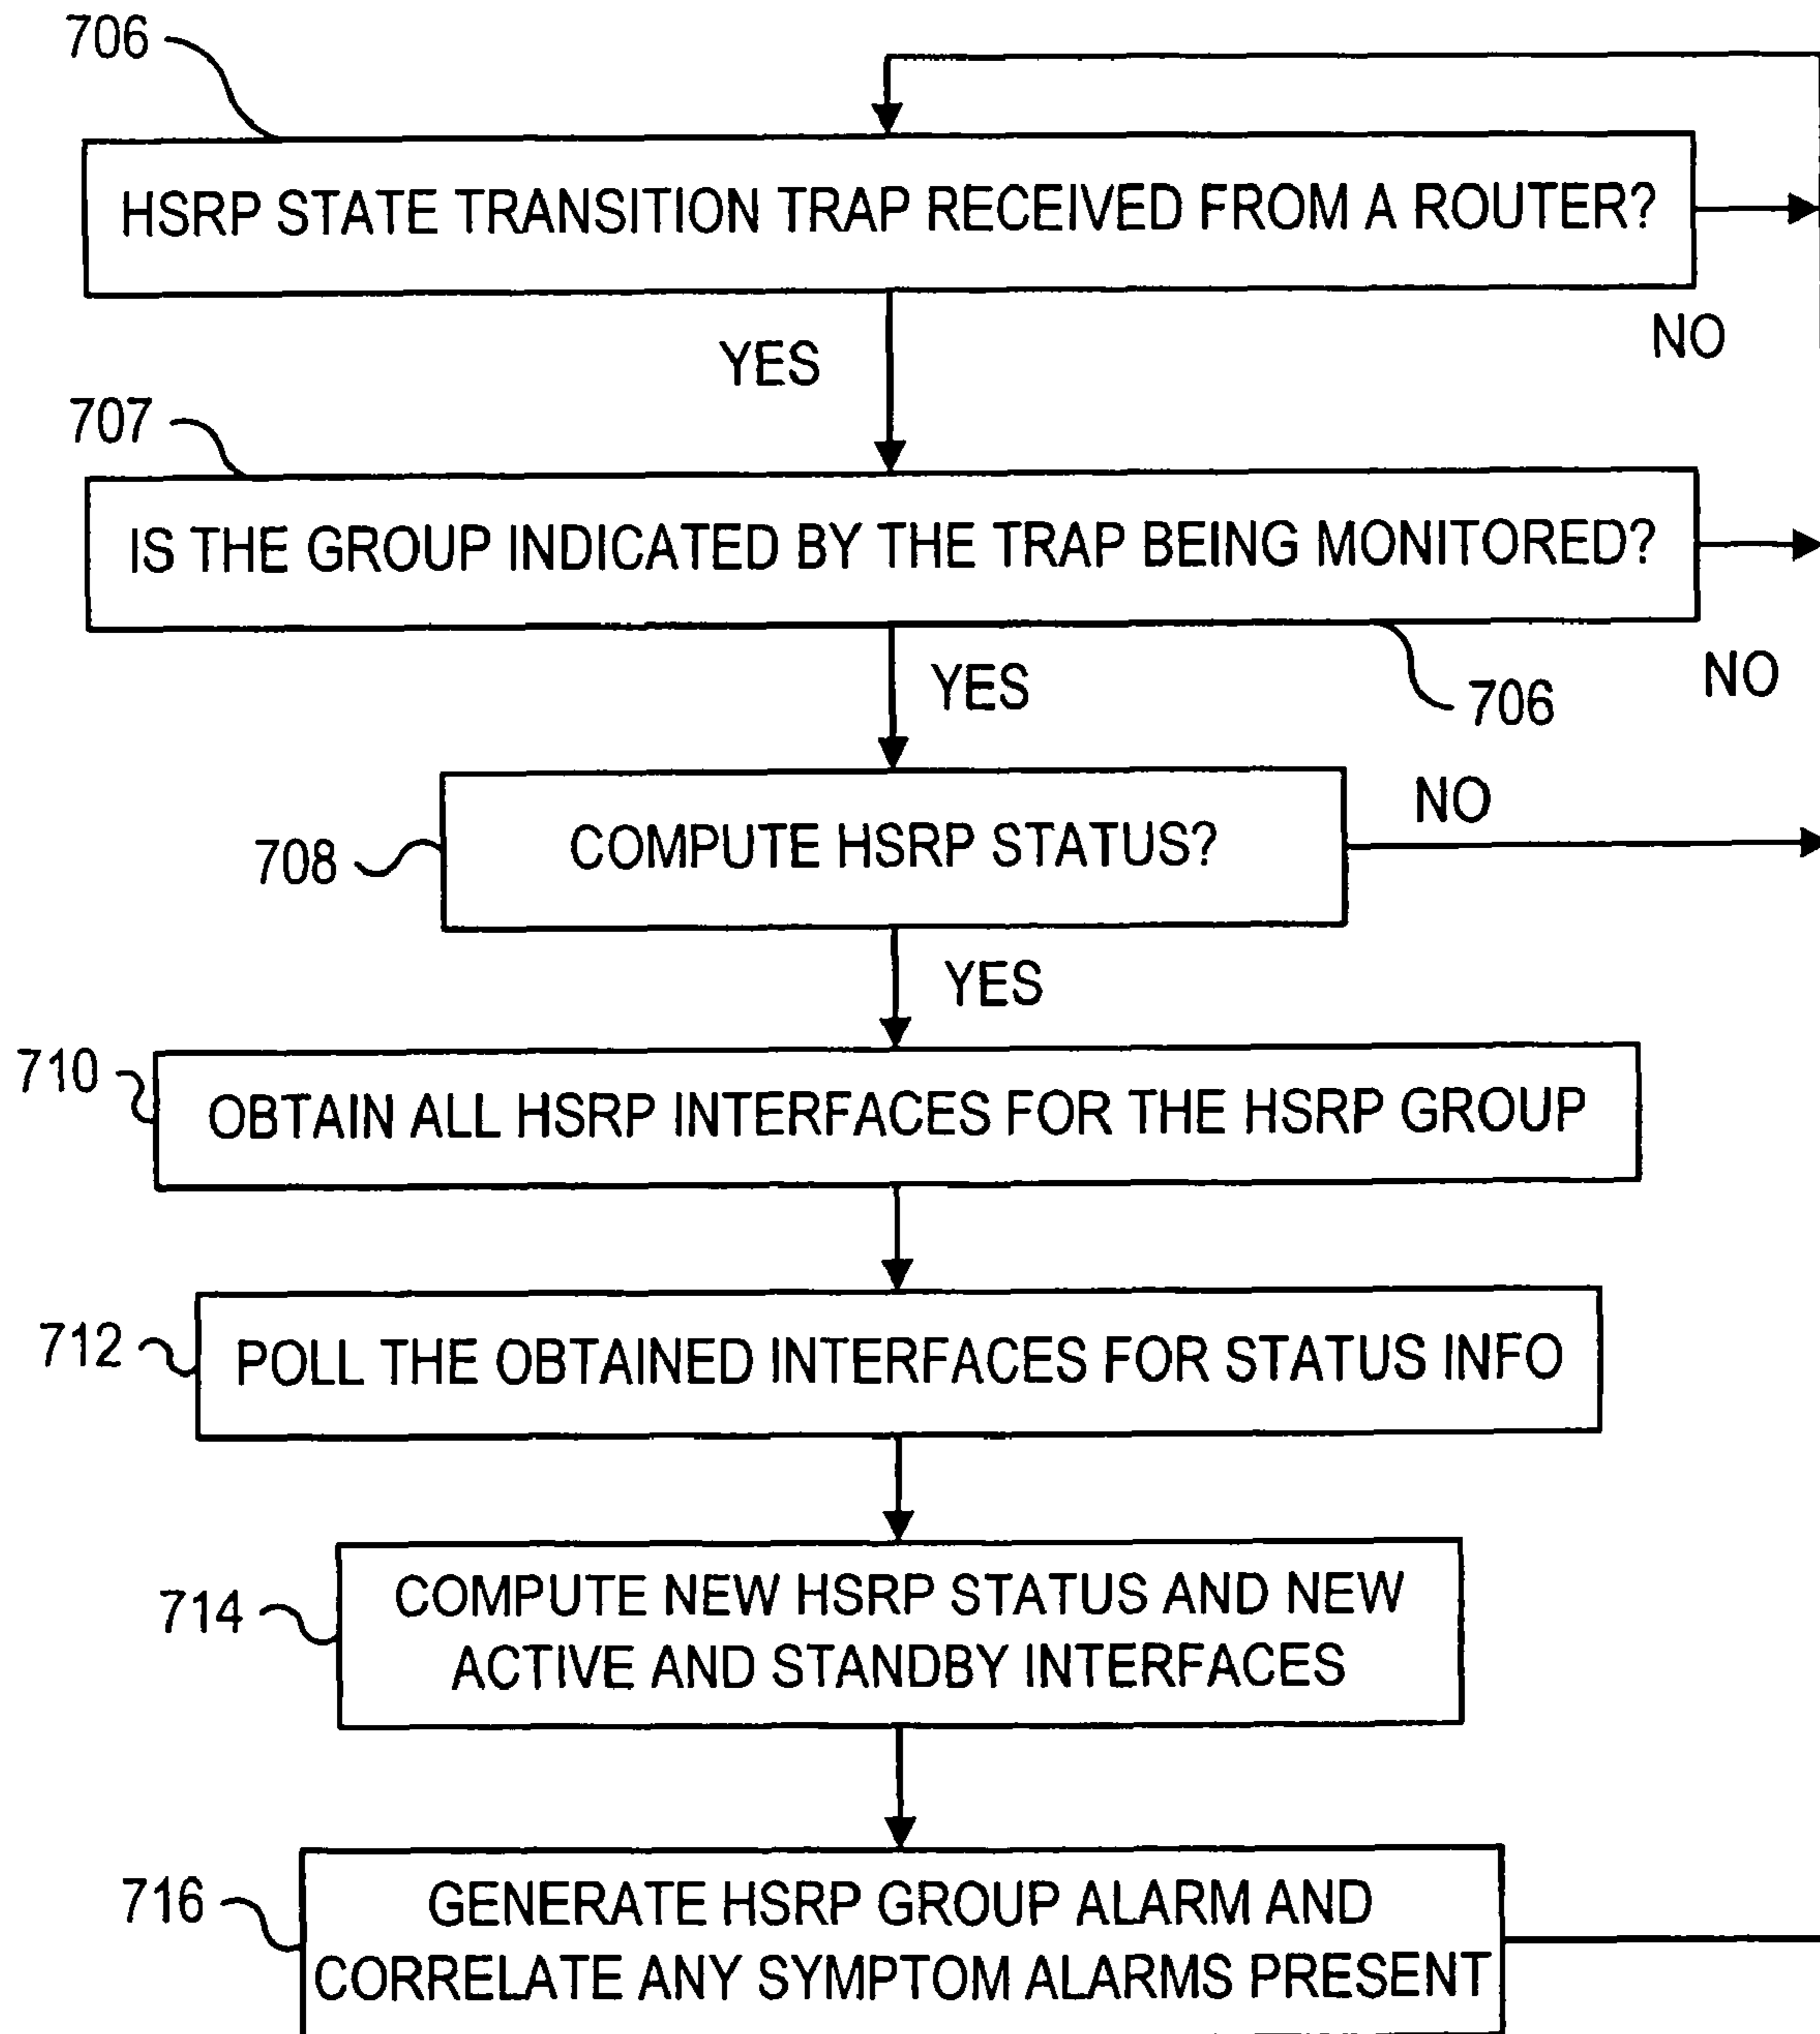 706
HSRP STATE TRANSITION TRAP RECEIVED FROM A ROUTER?
YES
NO
707
IS THE GROUP INDICATED BY THE TRAP BEING MONITORED?
YES
706
NO
708
COMPUTE HSRP STATUS?
NO
YES
710
OBTAIN ALL HSRP INTERFACES FOR THE HSRP GROUP
712
POLL THE OBTAINED INTERFACES FOR STATUS INFO
714
COMPUTE NEW HSRP STATUS AND NEW
ACTIVE AND STANDBY INTERFACES
716
GENERATE HSRP GROUP ALARM AND
CORRELATE ANY SYMPTOM ALARMS PRESENT